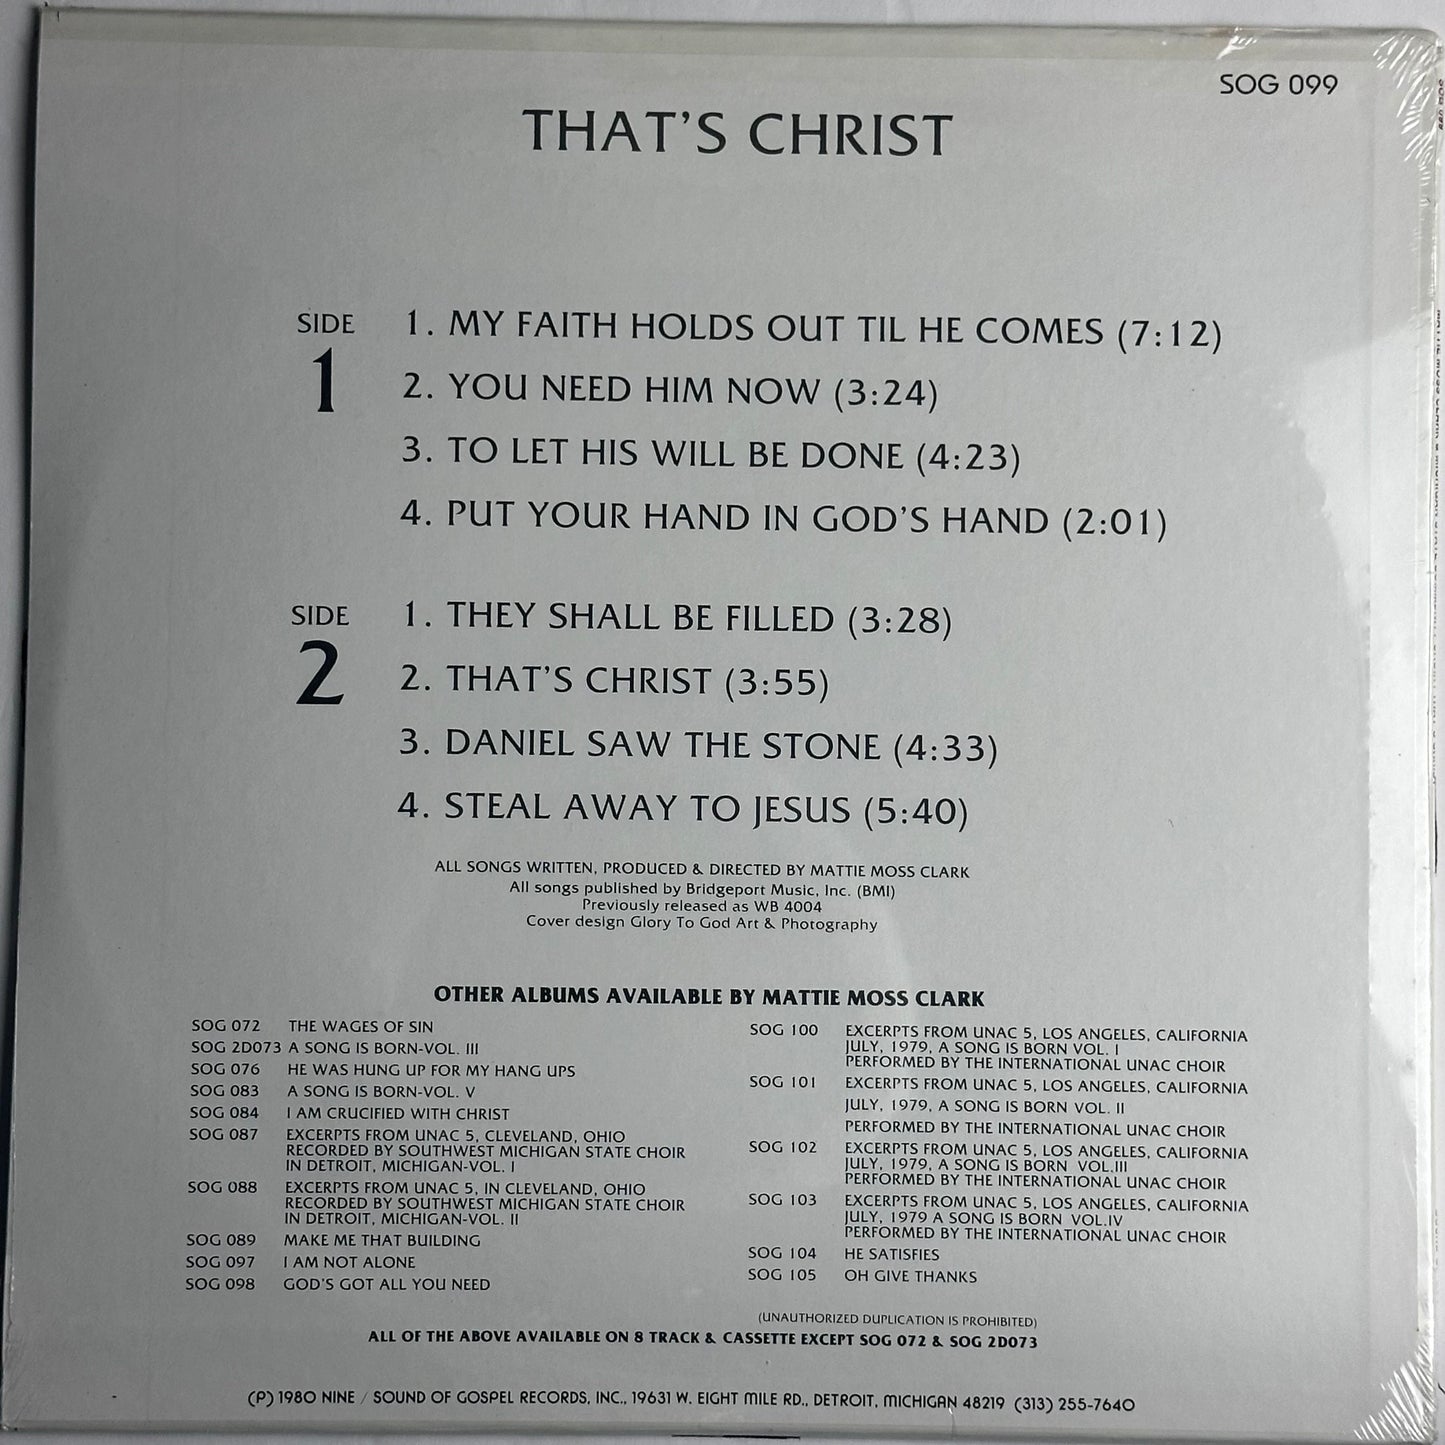 SOG 099
THAT'S CHRIST
SIDE 1
1. MY FAITH HOLDS OUT TIL HE COMES (7:12)
2. YOU NEED HIM NOW (3:24)
3. TO LET HIS WILL BE DONE (4:23)
4. PUT YOUR HAND IN GOD'S HAND (2:01)
SIDE 2
1. THEY SHALL BE FILLED (3:28)
2. THAT'S CHRIST (3:55)
3. DANIEL SAW THE STONE (4:33)
4. STEAL AWAY TO JESUS (5:40)
ALL SONGS WRITTEN, PRODUCED & DIRECTED BY MATTIE MOSS CLARK
All songs published by Bridgeport Music, Inc. (BMI)
Previously released as WB 4004
Cover design Glory To God Art & Photography
OTHER ALBUMS AVAILABLE BY MATTIE MOSS CLARK
SOG 072 THE WAGES OF SIN
SOG 2D073 A SONG IS BORN-VOL. III
SOG 076 HE WAS HUNG UP FOR MY HANG UPS
SOG 083 A SONG IS BORN-VOL. V
SOG 084 I AM CRUCIFIED WITH CHRIST
SOG 087 EXCERPTS FROM UNAC 5, CLEVELAND, OHIO
RECORDED BY SOUTHWEST MICHIGAN STATE CHOIR
IN DETROIT, MICHIGAN-VOL. I
SOG 088 EXCERPTS FROM UNAC 5, IN CLEVELAND, OHIO
RECORDED BY SOUTHWEST MICHIGAN STATE CHOIR
IN DETROIT, MICHIGAN-VOL. II
SOG 089 MAKE ME THAT BUILDING
SOG 097 I AM NOT ALONE
SOG 098 GOD'S GOT ALL YOU NEED
SOG 100 EXCERPTS FROM UNAC 5, LOS ANGELES, CALIFORNIA
JULY, 1979, A SONG IS BORN VOL. I
PERFORMED BY THE INTERNATIONAL UNAC CHOIR
SOG 101 EXCERPTS FROM UNAC 5, LOS ANGELES, CALIFORNIA
JULY, 1979, A SONG IS BORN VOL. II
PERFORMED BY THE INTERNATIONAL UNAC CHOIR
SOG 102 EXCERPTS FROM UNAC 5, LOS ANGELES, CALIFORNIA
JULY, 1979, A SONG IS BORN VOL.III
PERFORMED BY THE INTERNATIONAL UNAC CHOIR
SOG 103 EXCERPTS FROM UNAC 5, LOS ANGELES, CALIFORNIA
JULY, 1979 A SONG IS BORN VOL.IV
PERFORMED BY THE INTERNATIONAL UNAC CHOIR
SOG 104 HE SATISFIES
SOG 105 OH GIVE THANKS
(UNAUTHORIZED DUPLICATION IS PROHIBITED)
ALL OF THE ABOVE AVAILABLE ON 8 TRACK & CASSETTE EXCEPT SOG 072 & SOG 2D073
(P) 1980 NINE / SOUND OF GOSPEL RECORDS, INC., 19631 W. EIGHT MILE RD., DETROIT, MICHIGAN 48219 (313) 255-7640